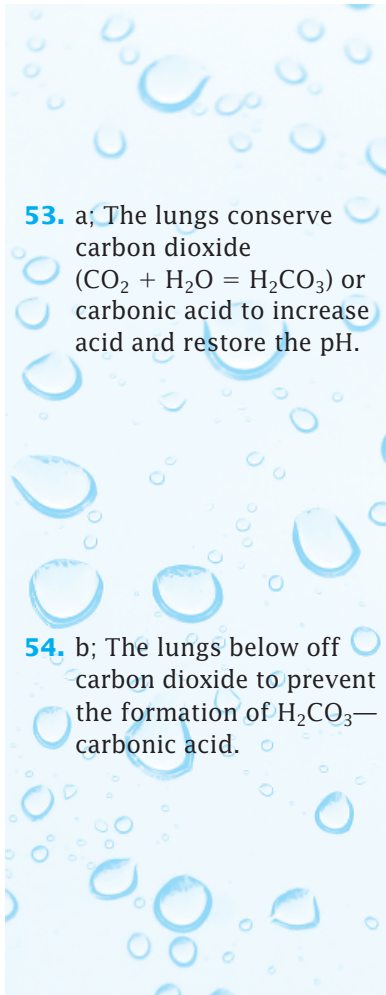 53. a; The lungs conserve
carbon dioxide
(CO₂ + H₂O = H₂CO₃) or
carbonic acid to increase
acid and restore the pH.
54. b; The lungs below off
carbon dioxide to prevent
the formation of H₂CO₃—
carbonic acid.